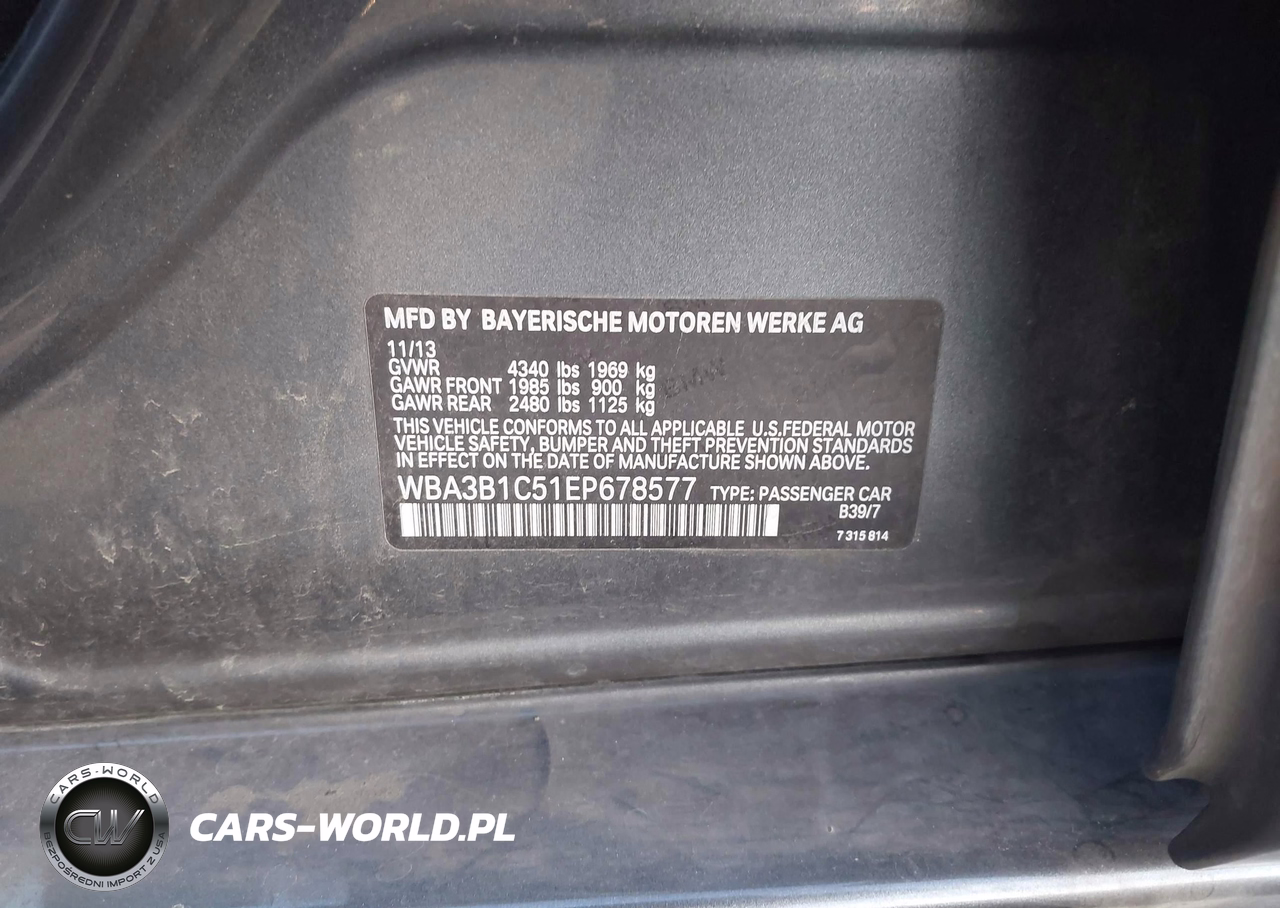 MFD BY BAYERISCHE MOTOREN WERKE AG
11/13
GVWR 4340 lbs 1969 kg
GAWR FRONT 1985 lbs 900 kg
GAWR REAR 2480 lbs 1125 kg
THIS VEHICLE CONFORMS TO ALL APPLICABLE U.S.FEDERAL MOTOR
VEHICLE SAFETY, BUMPER AND THEFT PREVENTION STANDARDS
IN EFFECT ON THE DATE OF MANUFACTURE SHOWN ABOVE.
WBA3B1C51EP678577 TYPE: PASSENGER CAR
B39/7
7 315 814
CARS-WORLD
CW
BEZPOŚREDNI IMPORT Z USA
CARS-WORLD.PL